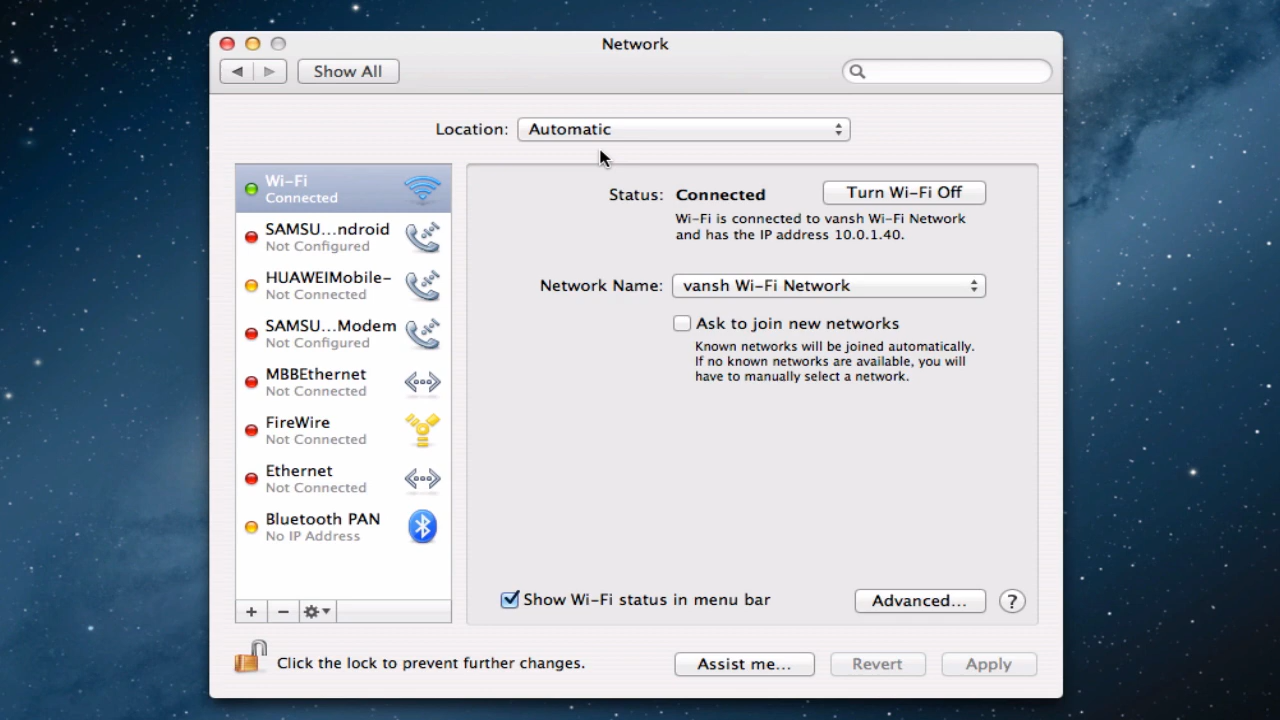 Network
Show All
Location: Automatic
Wi-Fi
Connected
SAMSU...ndroid
Not Configured
HUAWEIMobile-
Not Connected
SAMSU...Modem
Not Configured
MBBEthernet
Not Connected
FireWire
Not Connected
Ethernet
Not Connected
Bluetooth PAN
No IP Address
Status: Connected Turn Wi-Fi Off
Wi-Fi is connected to vansh Wi-Fi Network
and has the IP address 10.0.1.40.
Network Name: vansh Wi-Fi Network
Ask to join new networks
Known networks will be joined automatically.
If no known networks are available, you will
have to manually select a network.
Show Wi-Fi status in menu bar Advanced... ?
Click the lock to prevent further changes. Assist me... Revert Apply